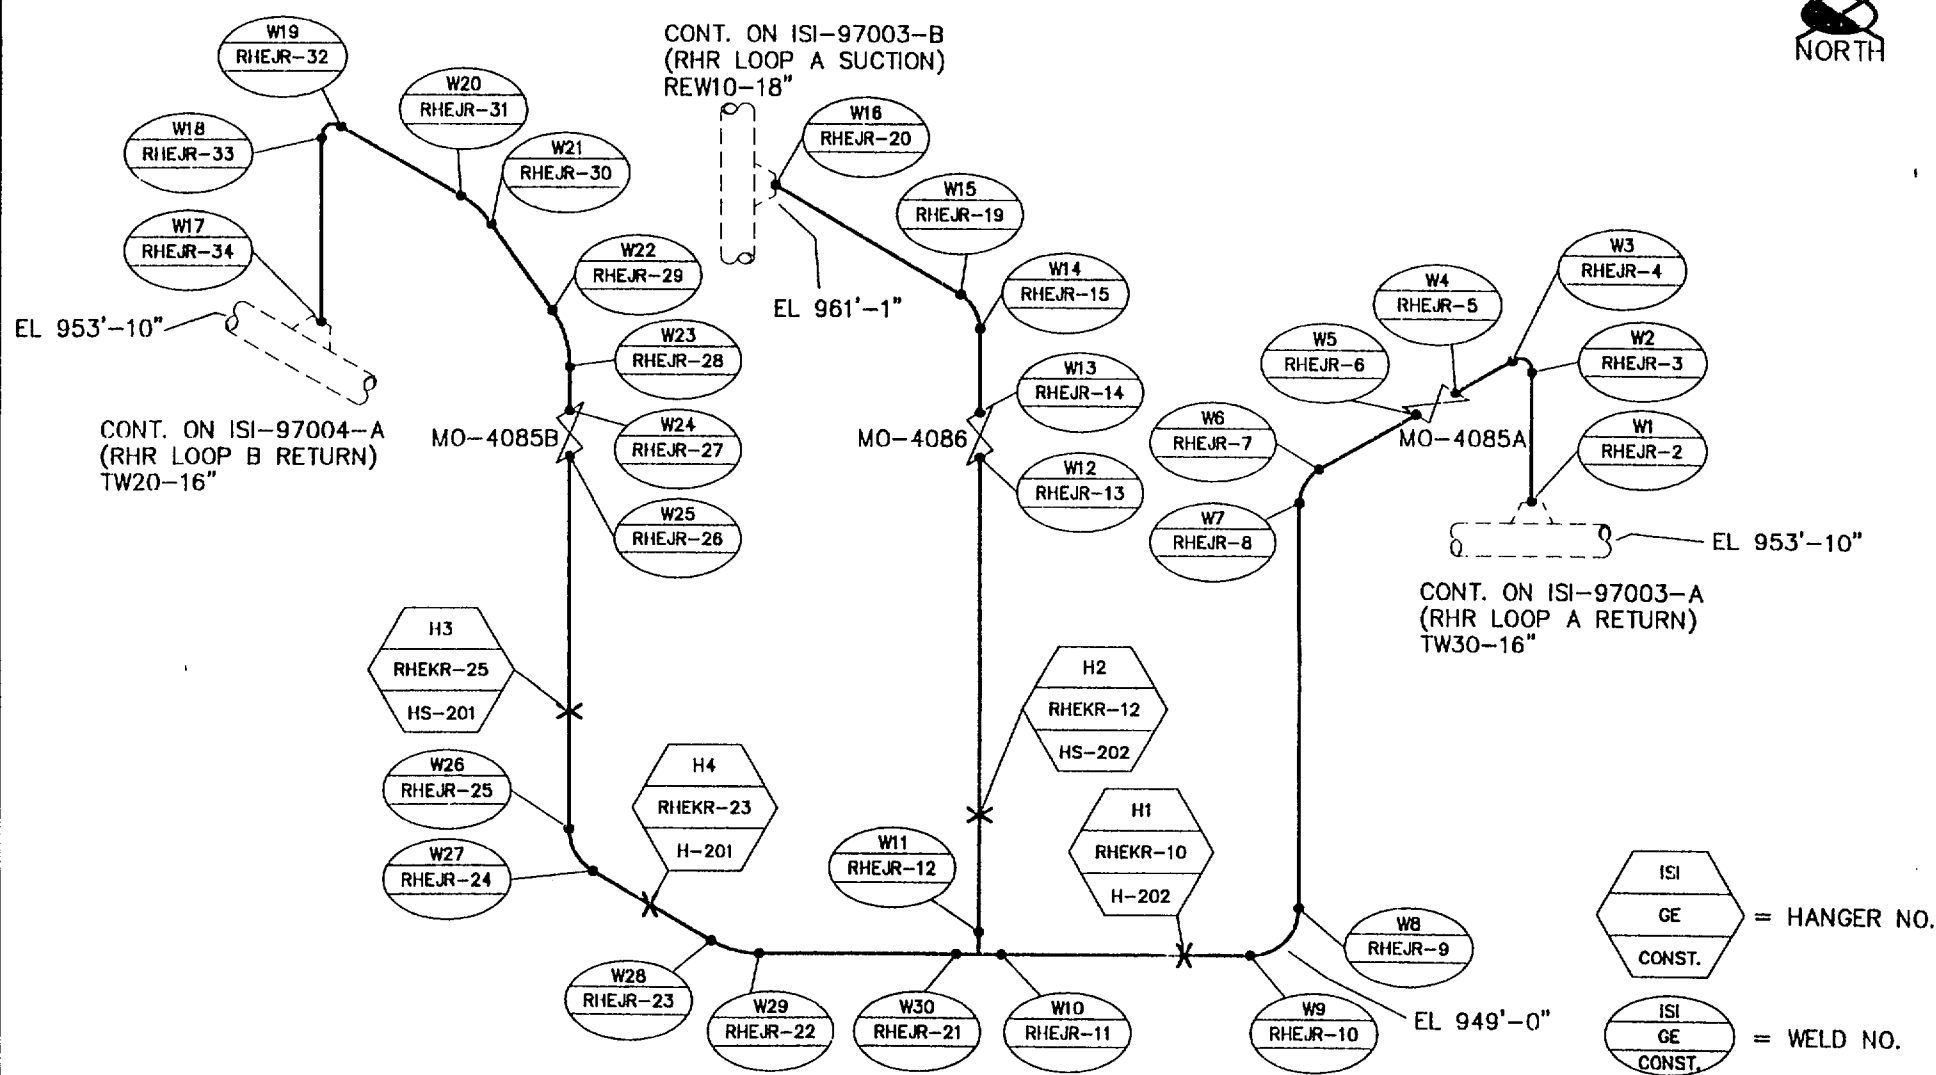 NORTH
W19
RHEJR-32
CONT. ON ISI-97003-B
(RHR LOOP A SUCTION)
REW10-18"
W20
RHEJR-31
W18
RHEJR-33
W16
RHEJR-20
W21
RHEJR-30
W15
RHEJR-19
W17
RHEJR-34
W22
RHEJR-29
W14
RHEJR-15
W3
RHEJR-4
W4
RHEJR-5
EL 961'-1"
EL 953'-10"
W23
RHEJR-28
W5
RHEJR-6
W2
RHEJR-3
W13
RHEJR-14
CONT. ON ISI-97004-A
(RHR LOOP B RETURN)
TW20-16"
MO-4085B
W24
RHEJR-27
MO-4086
W6
RHEJR-7
MO-4085A
W1
RHEJR-2
W12
RHEJR-13
W25
RHEJR-26
W7
RHEJR-8
EL 953'-10"
CONT. ON ISI-97003-A
(RHR LOOP A RETURN)
TW30-16"
H3
RHEKR-25
HS-201
H2
RHEKR-12
HS-202
W26
RHEJR-25
H4
RHEKR-23
H-201
H1
RHEKR-10
H-202
W27
RHEJR-24
W11
RHEJR-12
ISI
GE
CONST.
= HANGER NO.
W8
RHEJR-9
W28
RHEJR-23
W29
RHEJR-22
W30
RHEJR-21
W10
RHEJR-11
W9
RHEJR-10
EL 949'-0"
ISI
GE
CONST.
= WELD NO.